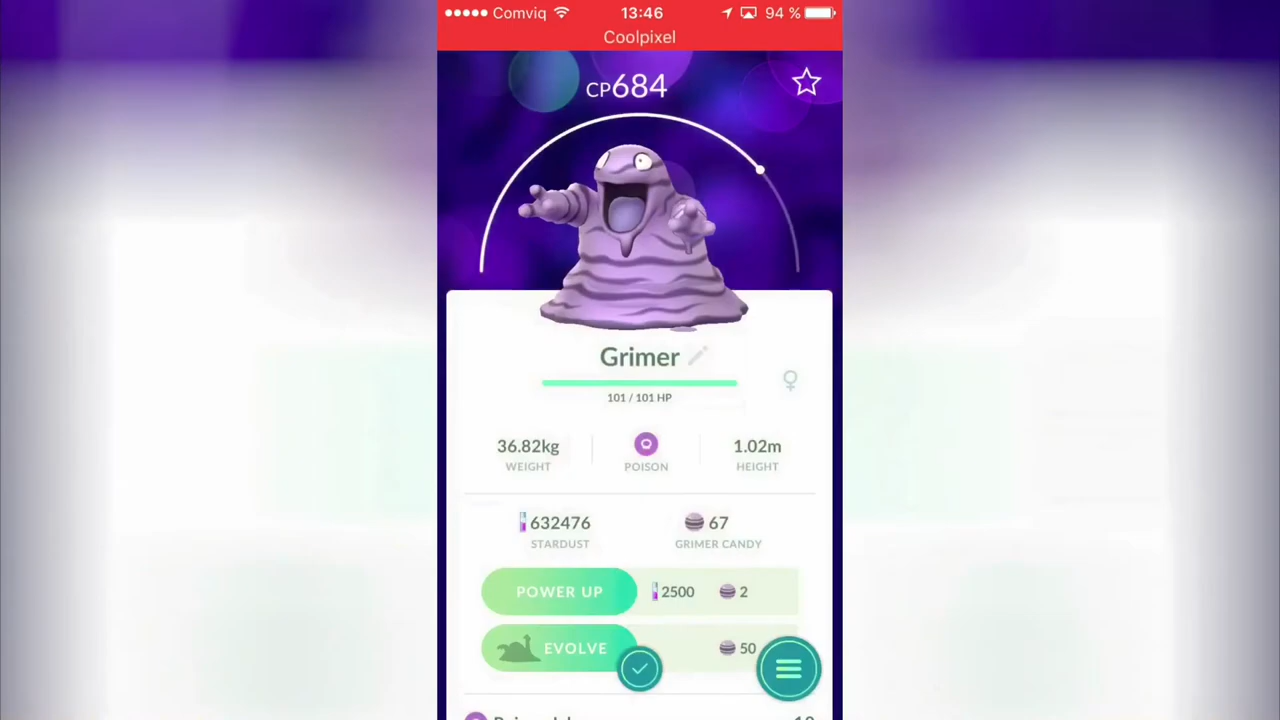 Comviq 13:46 94 %
Coolpixel
CP684
Grimer
101 / 101 HP
36.82kg 1.02m
WEIGHT POISON HEIGHT
632476 67
STARDUST GRIMER CANDY
POWER UP 2500 2
EVOLVE 50